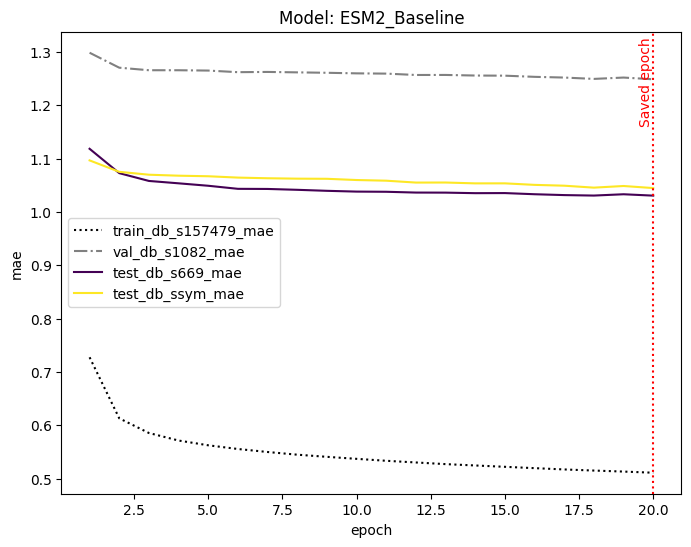 Model: ESM2_Baseline
1.3
1.2
1.1
1.0
0.9
0.8
0.7
0.6
0.5
mae
Saved epoch
train_db_s157479_mae
val_db_s1082_mae
test_db_s669_mae
test_db_ssym_mae
2.5 5.0 7.5 10.0 12.5 15.0 17.5 20.0
epoch